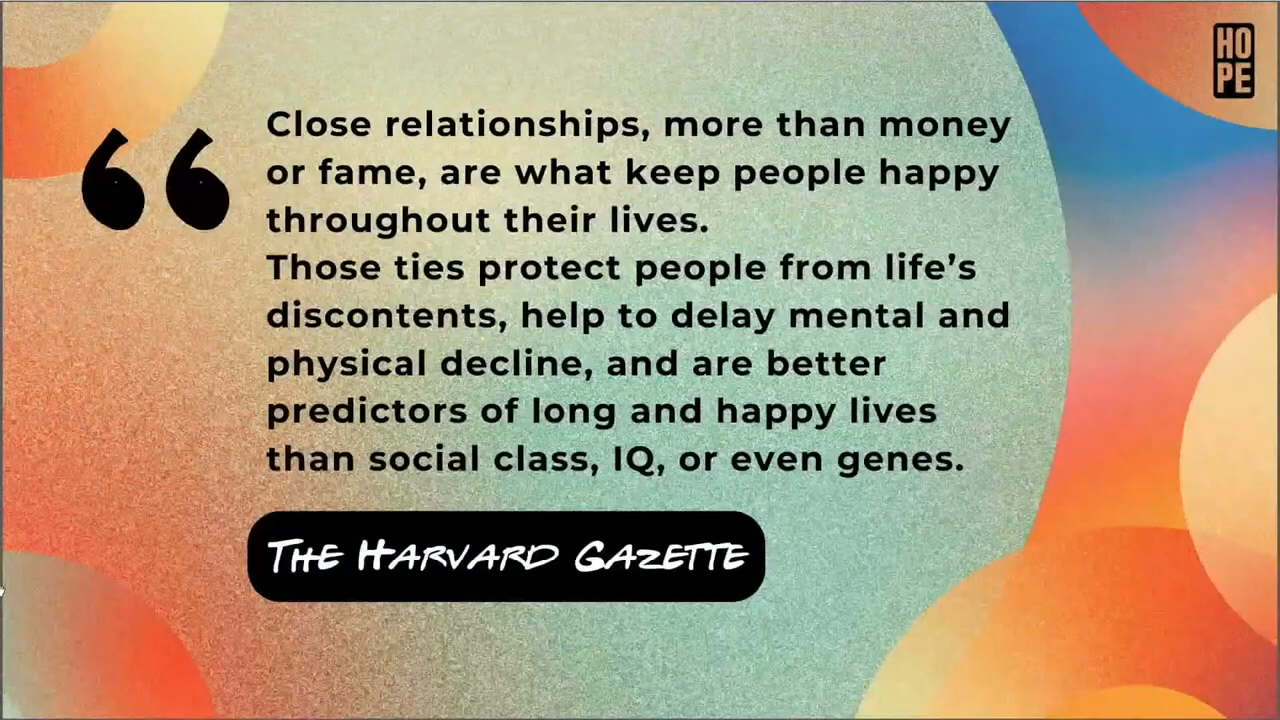 HO
PE
Close relationships, more than money
or fame, are what keep people happy
throughout their lives.
Those ties protect people from life’s
discontents, help to delay mental and
physical decline, and are better
predictors of long and happy lives
than social class, IQ, or even genes.
THE HARVARD GAZETTE